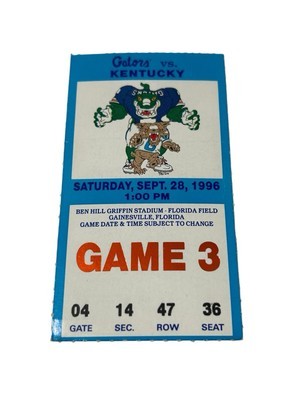 Gators vs.
KENTUCKY
SATURDAY, SEPT. 28, 1996
1:00 PM
BEN HILL GRIFFIN STADIUM - FLORIDA FIELD
GAINESVILLE, FLORIDA
GAME DATE & TIME SUBJECT TO CHANGE
GAME 3
04 14 47 36
GATE SEC. ROW SEAT